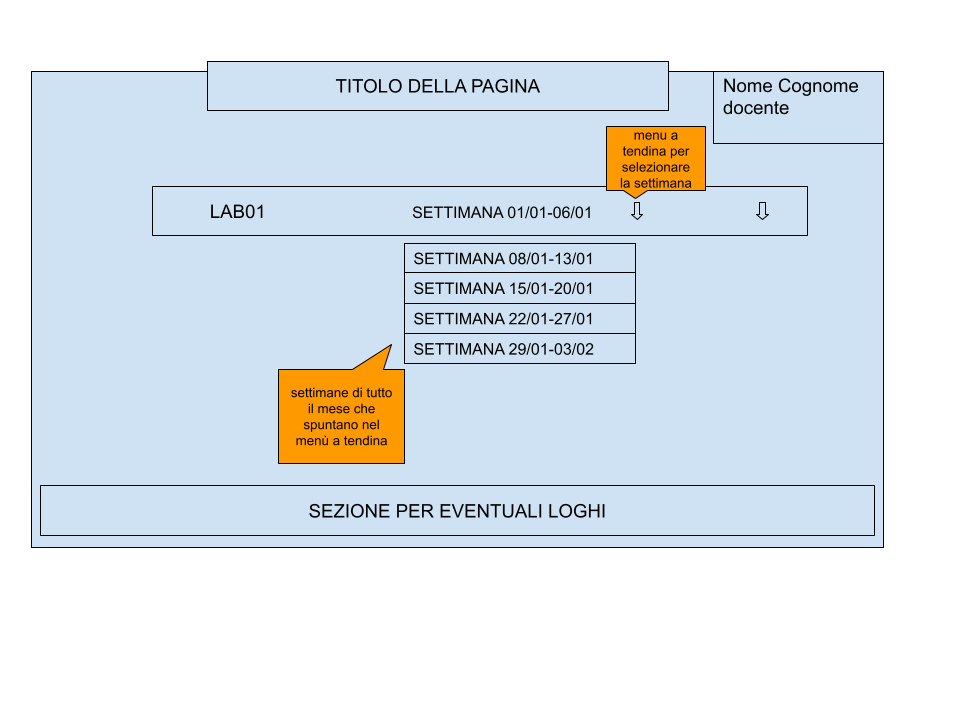 TITOLO DELLA PAGINA
Nome Cognome
docente
menu a
tendina per
selezionare
la settimana
LAB01
SETTIMANA 01/01-06/01
SETTIMANA 08/01-13/01
SETTIMANA 15/01-20/01
SETTIMANA 22/01-27/01
SETTIMANA 29/01-03/02
settimane di tutto
il mese che
spuntano nel
menù a tendina
SEZIONE PER EVENTUALI LOGHI